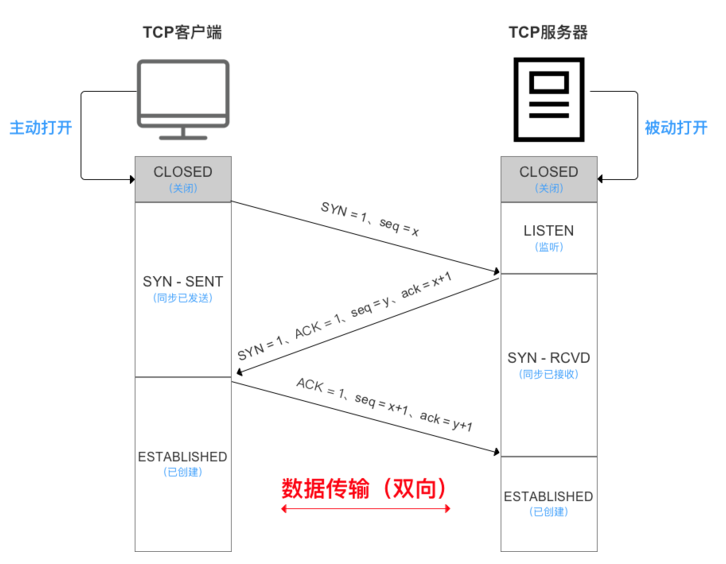 TCP客户端
TCP服务器
主动打开
被动打开
CLOSED
(关闭)
CLOSED
(关闭)
SYN = 1、seq = x
LISTEN
(监听)
SYN - SENT
(同步已发送)
SYN = 1、ACK = 1、seq = y、ack = x+1
SYN - RCVD
(同步已接收)
ACK = 1、seq = x+1、ack = y+1
ESTABLISHED
(已创建)
数据传输（双向）
ESTABLISHED
(已创建)